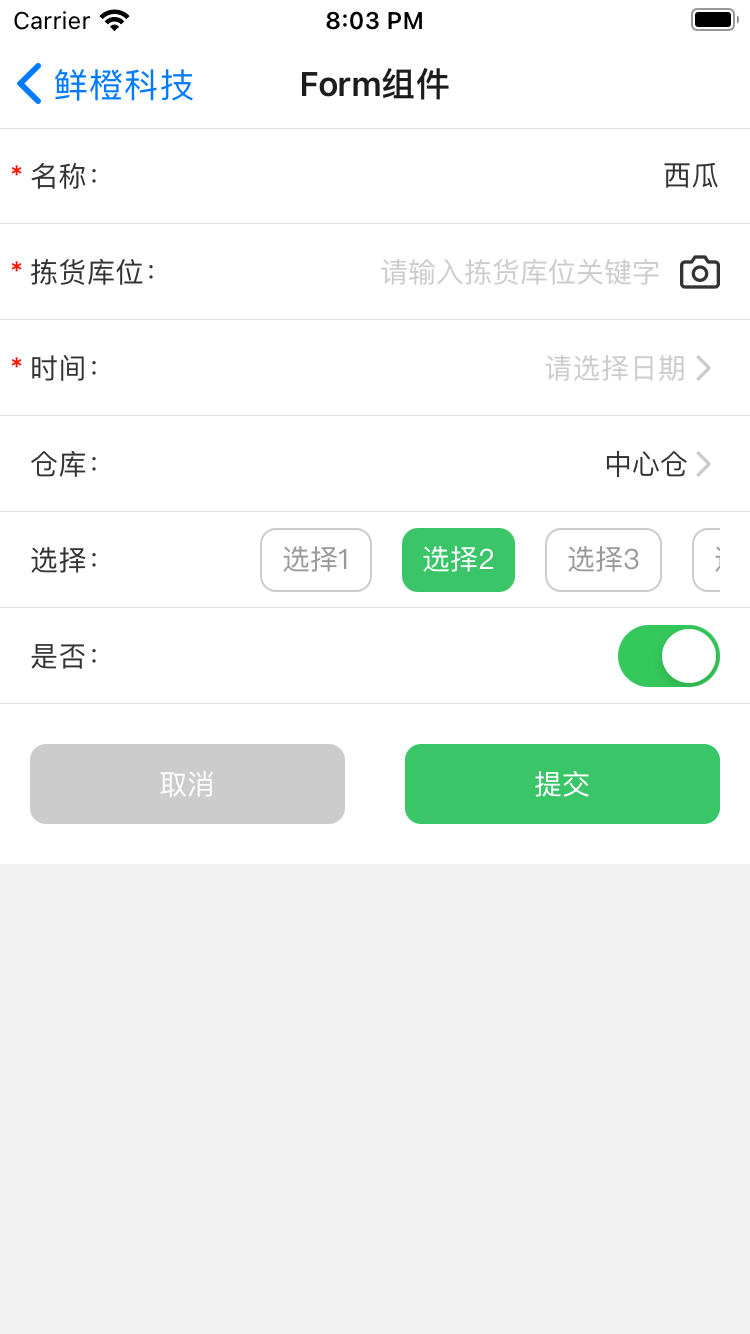 Carrier 8:03 PM
鲜橙科技 Form组件
* 名称: 西瓜
* 拣货库位: 请输入拣货库位关键字
* 时间: 请选择日期
仓库: 中心仓
选择: 选择1 选择2 选择3
是否:
取消 提交